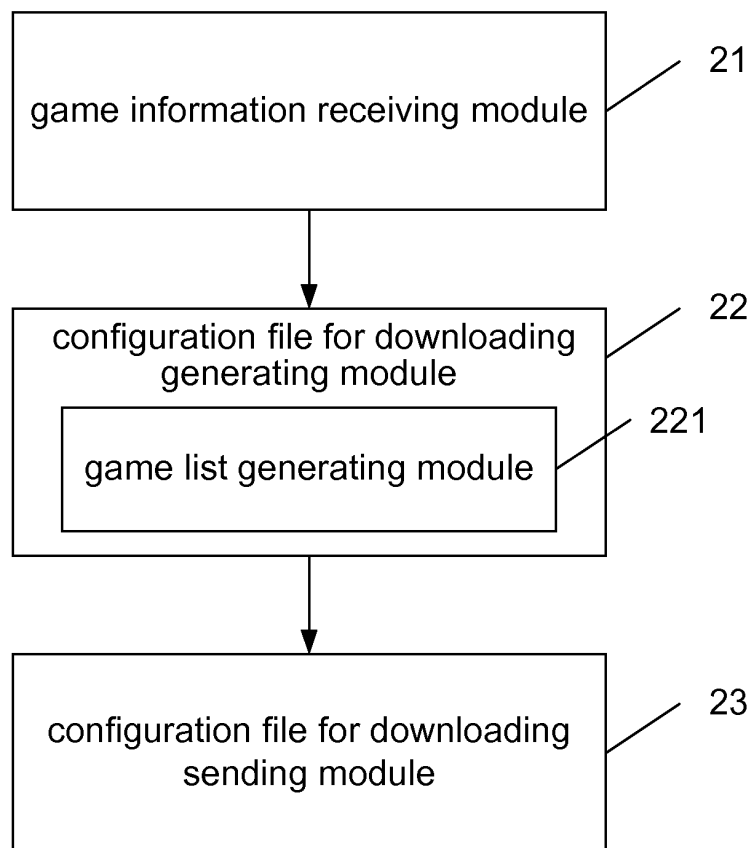 21
game information receiving module
22
configuration file for downloading
generating module
221
game list generating module
23
configuration file for downloading
sending module